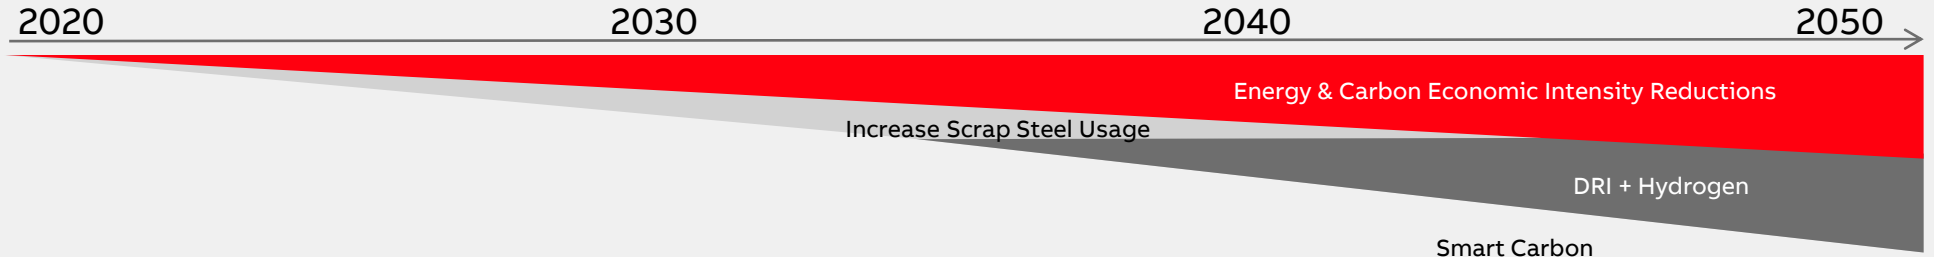 2020 2030 2040 2050
Energy & Carbon Economic Intensity Reductions
Increase Scrap Steel Usage
DRI + Hydrogen
Smart Carbon